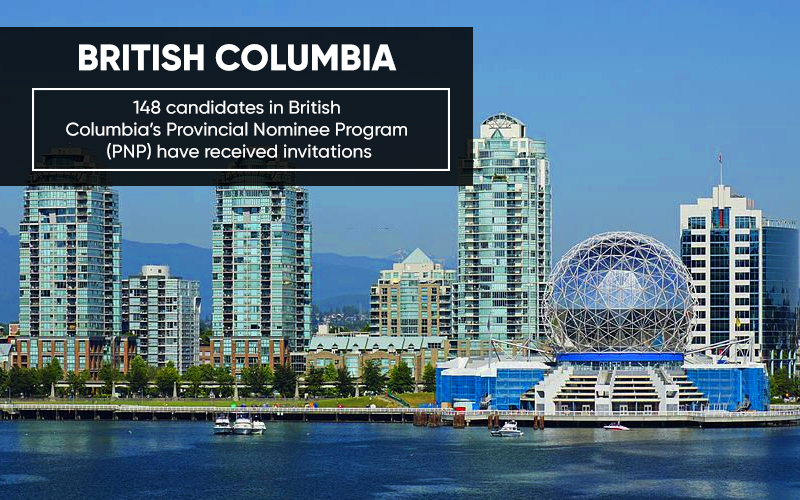 BRITISH COLUMBIA
148 candidates in British
Columbia's Provincial Nominee Program
(PNP) have received invitations